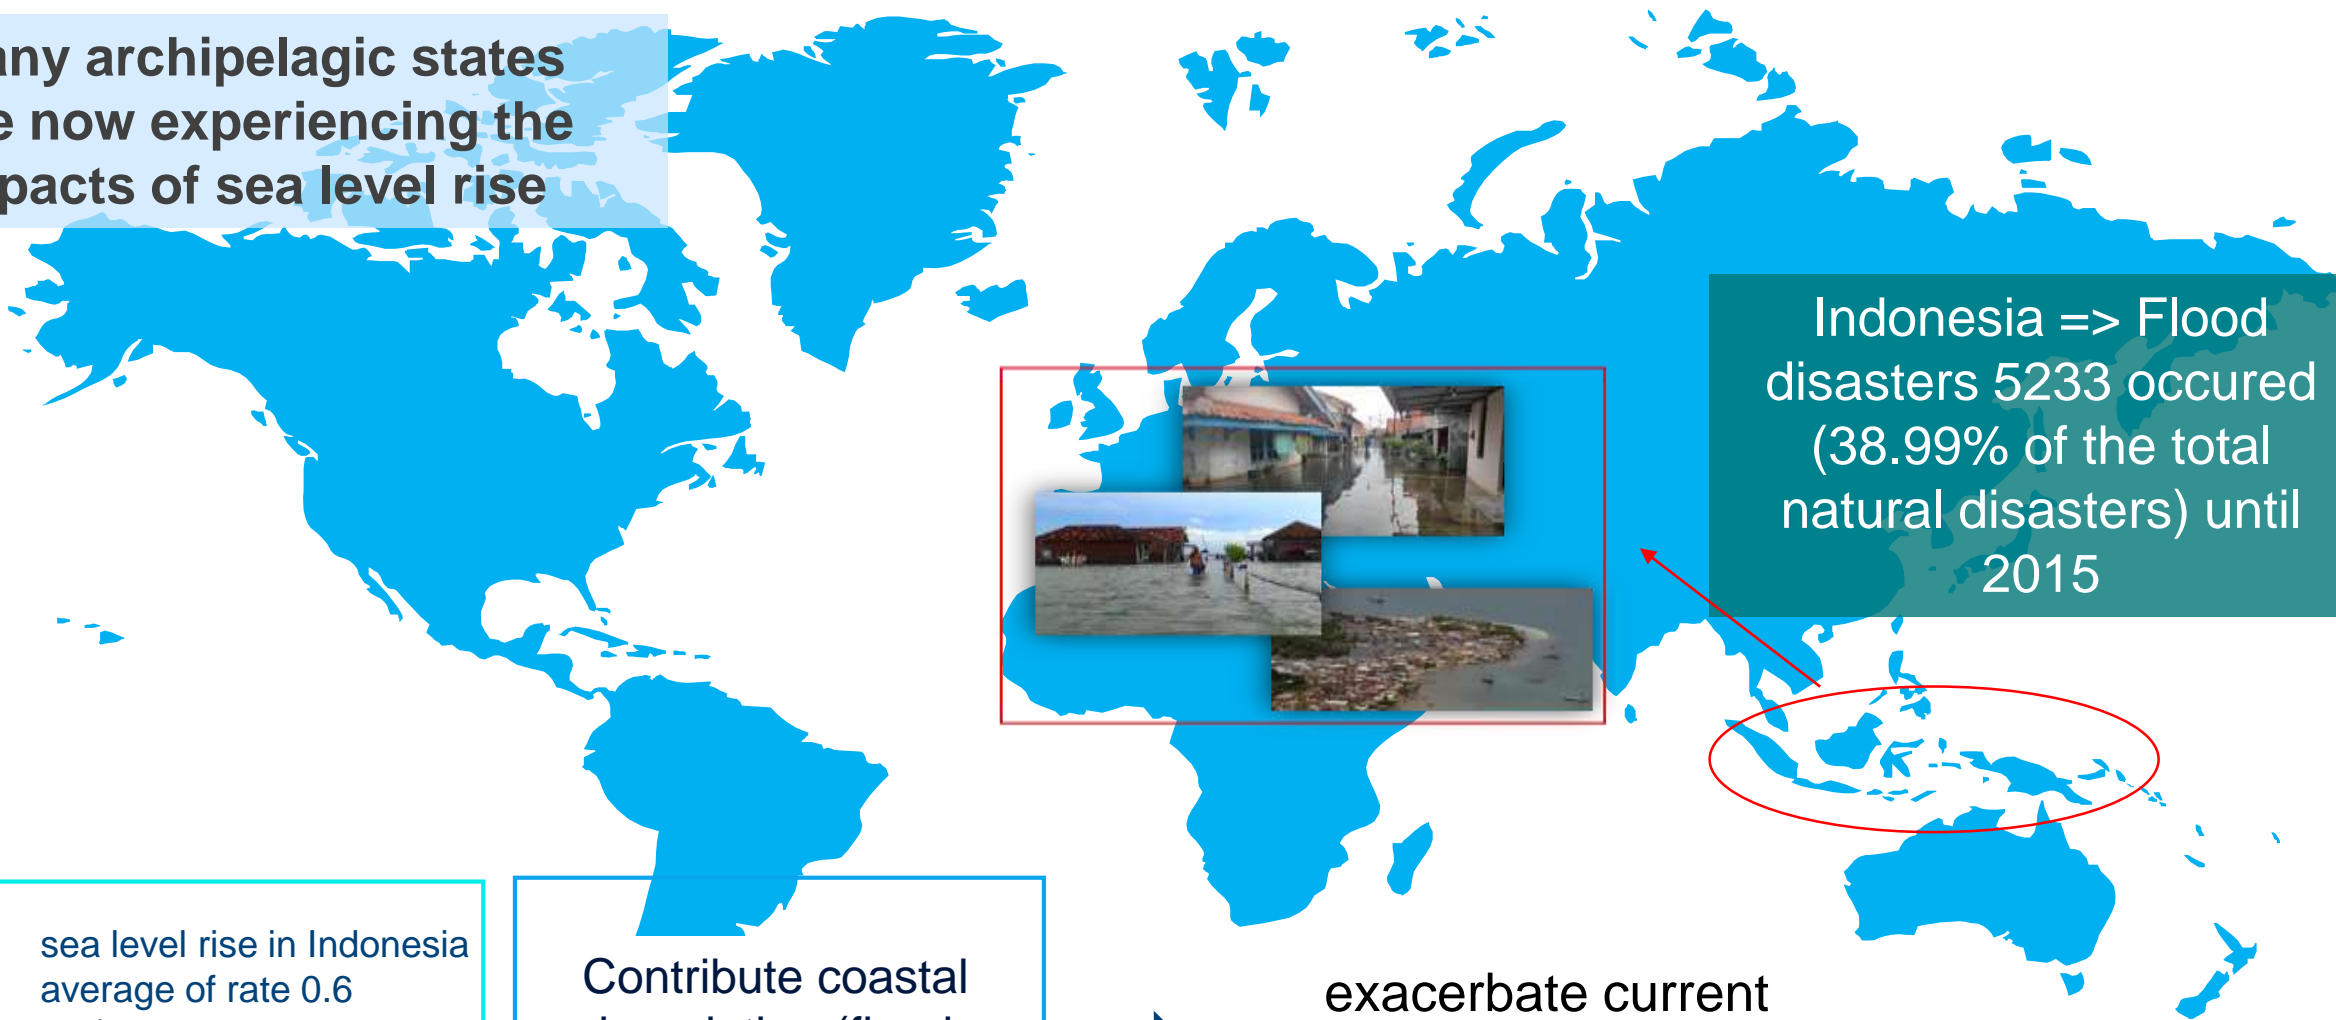 any archipelagic states
e now experiencing the
pacts of sea level rise
Indonesia => Flood
disasters 5233 occured
(38.99% of the total
natural disasters) until
2015
sea level rise in Indonesia
average of rate 0.6
Contribute coastal
exacerbate current